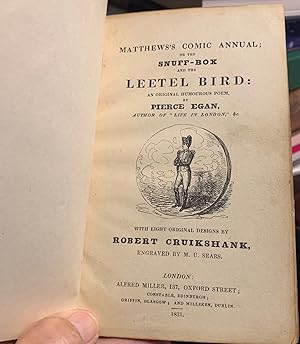 MATTHEWS'S COMIC ANNUAL;
OR THE
SNUFF-BOX
AND THE
LEETEL BIRD:
AN ORIGINAL HUMOUROUS POEM,
BY
PIERCE EGAN,
AUTHOR OF "LIFE IN LONDON," &c.
WITH EIGHT ORIGINAL DESIGNS BY
ROBERT CRUIKSHANK,
ENGRAVED BY M. U. SEARS.
LONDON:
ALFRED MILLER, 137, OXFORD STREET;
CONSTABLE, EDINBURGH;
GRIFFIN, GLASGOW; AND MILLIKEN, DUBLIN.
1831.